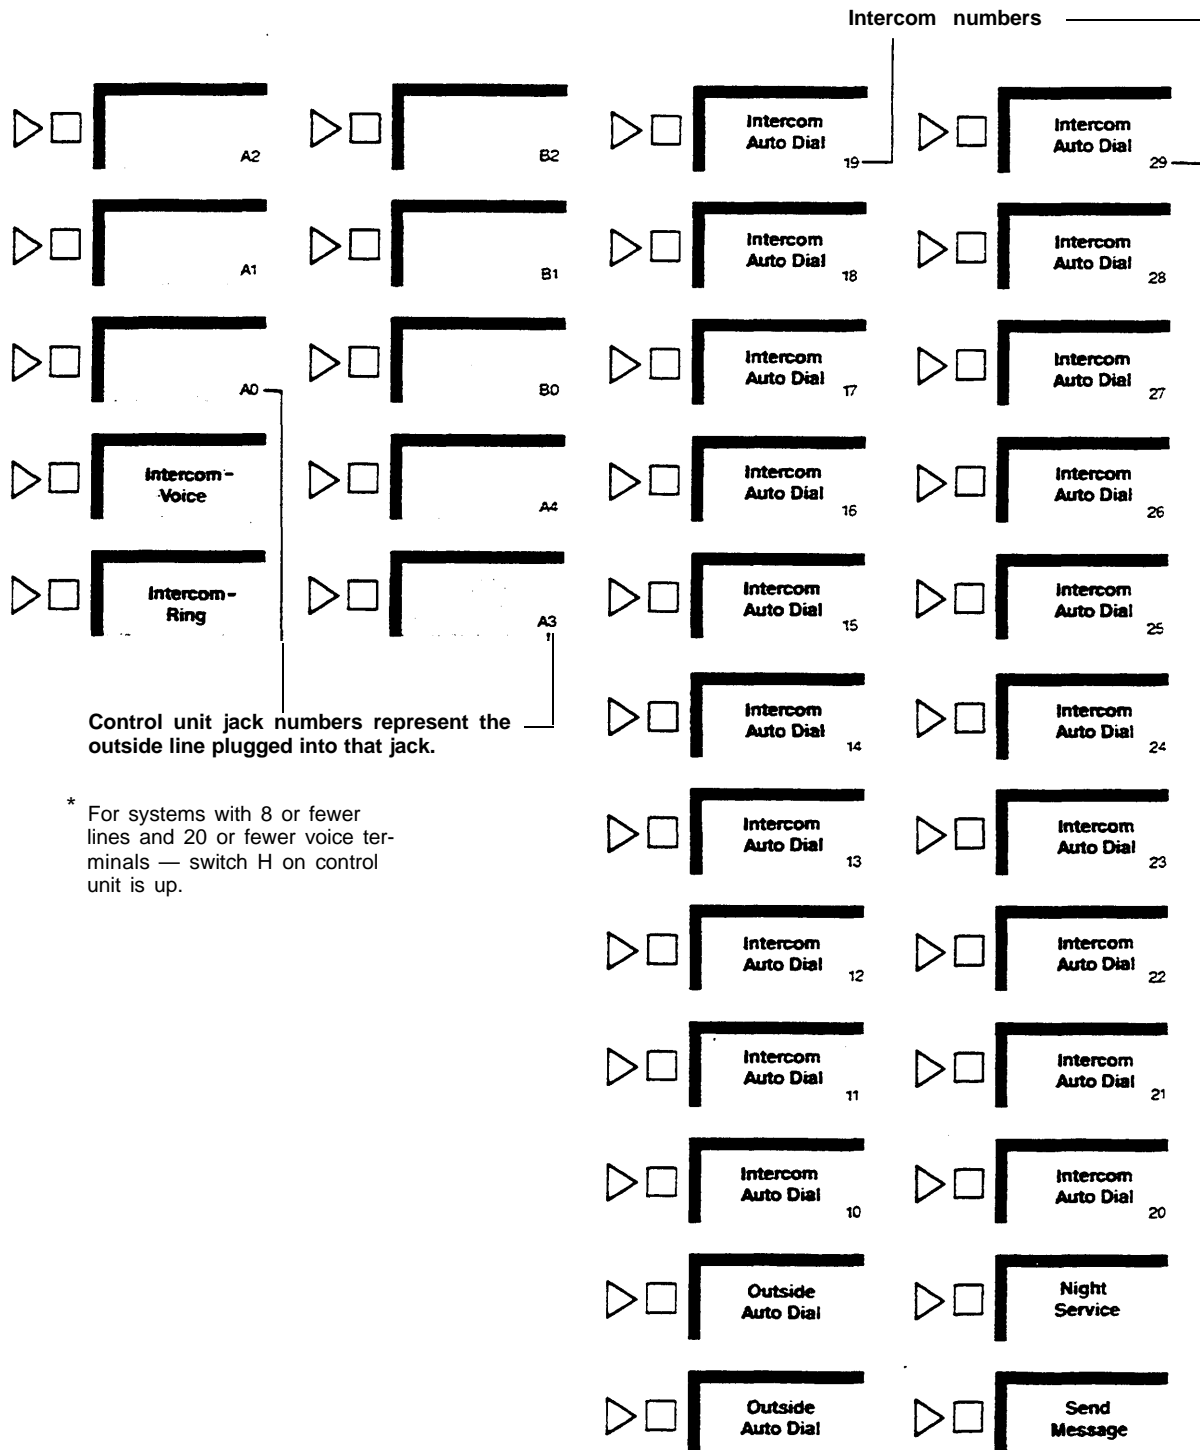 Intercom numbers
A2
B2
Intercom
Auto Dial
19
Intercom
Auto Dial
29
A1
B1
Intercom
Auto Dial
18
Intercom
Auto Dial
28
A0
B0
Intercom
Auto Dial
17
Intercom
Auto Dial
27
Intercom-
Voice
A4
Intercom
Auto Dial
16
Intercom
Auto Dial
26
Intercom-
Ring
A3
Intercom
Auto Dial
15
Intercom
Auto Dial
25
Control unit jack numbers represent the
outside line plugged into that jack.
Intercom
Auto Dial
14
Intercom
Auto Dial
24
* For systems with 8 or fewer
lines and 20 or fewer voice ter-
minals — switch H on control
unit is up.
Intercom
Auto Dial
13
Intercom
Auto Dial
23
Intercom
Auto Dial
12
Intercom
Auto Dial
22
Intercom
Auto Dial
11
Intercom
Auto Dial
21
Intercom
Auto Dial
10
Intercom
Auto Dial
20
Outside
Auto Dial
Night
Service
Outside
Auto Dial
Send
Message